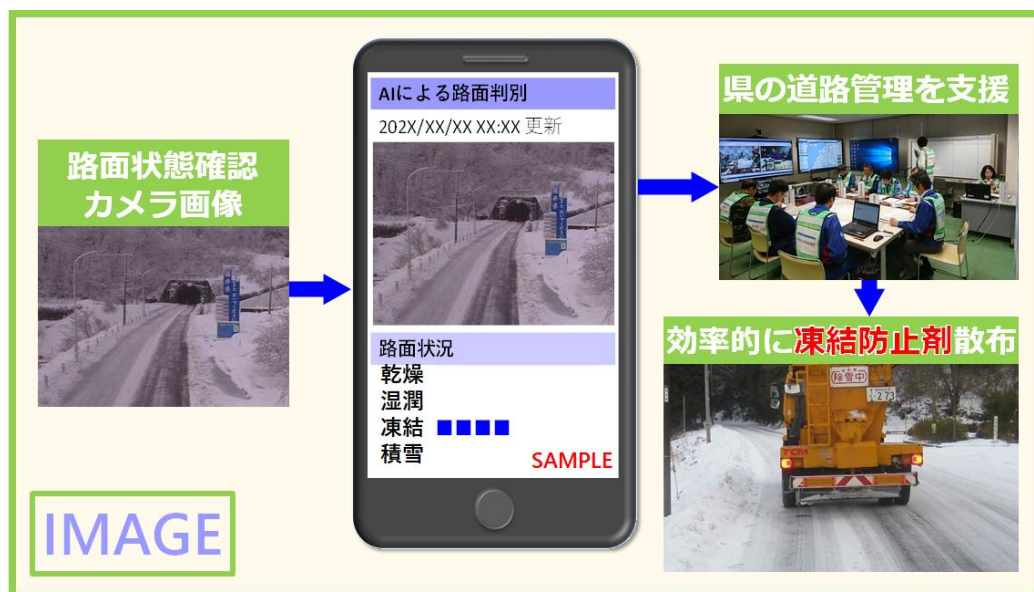 路面状態確認
カメラ画像
AIによる路面判別
202X/XX/XX XX:XX 更新
路面状況
乾燥
湿潤
凍結 ■■■■
積雪
SAMPLE
県の道路管理を支援
効率的に凍結防止剤散布
除雪中
・273
TCM
IMAGE